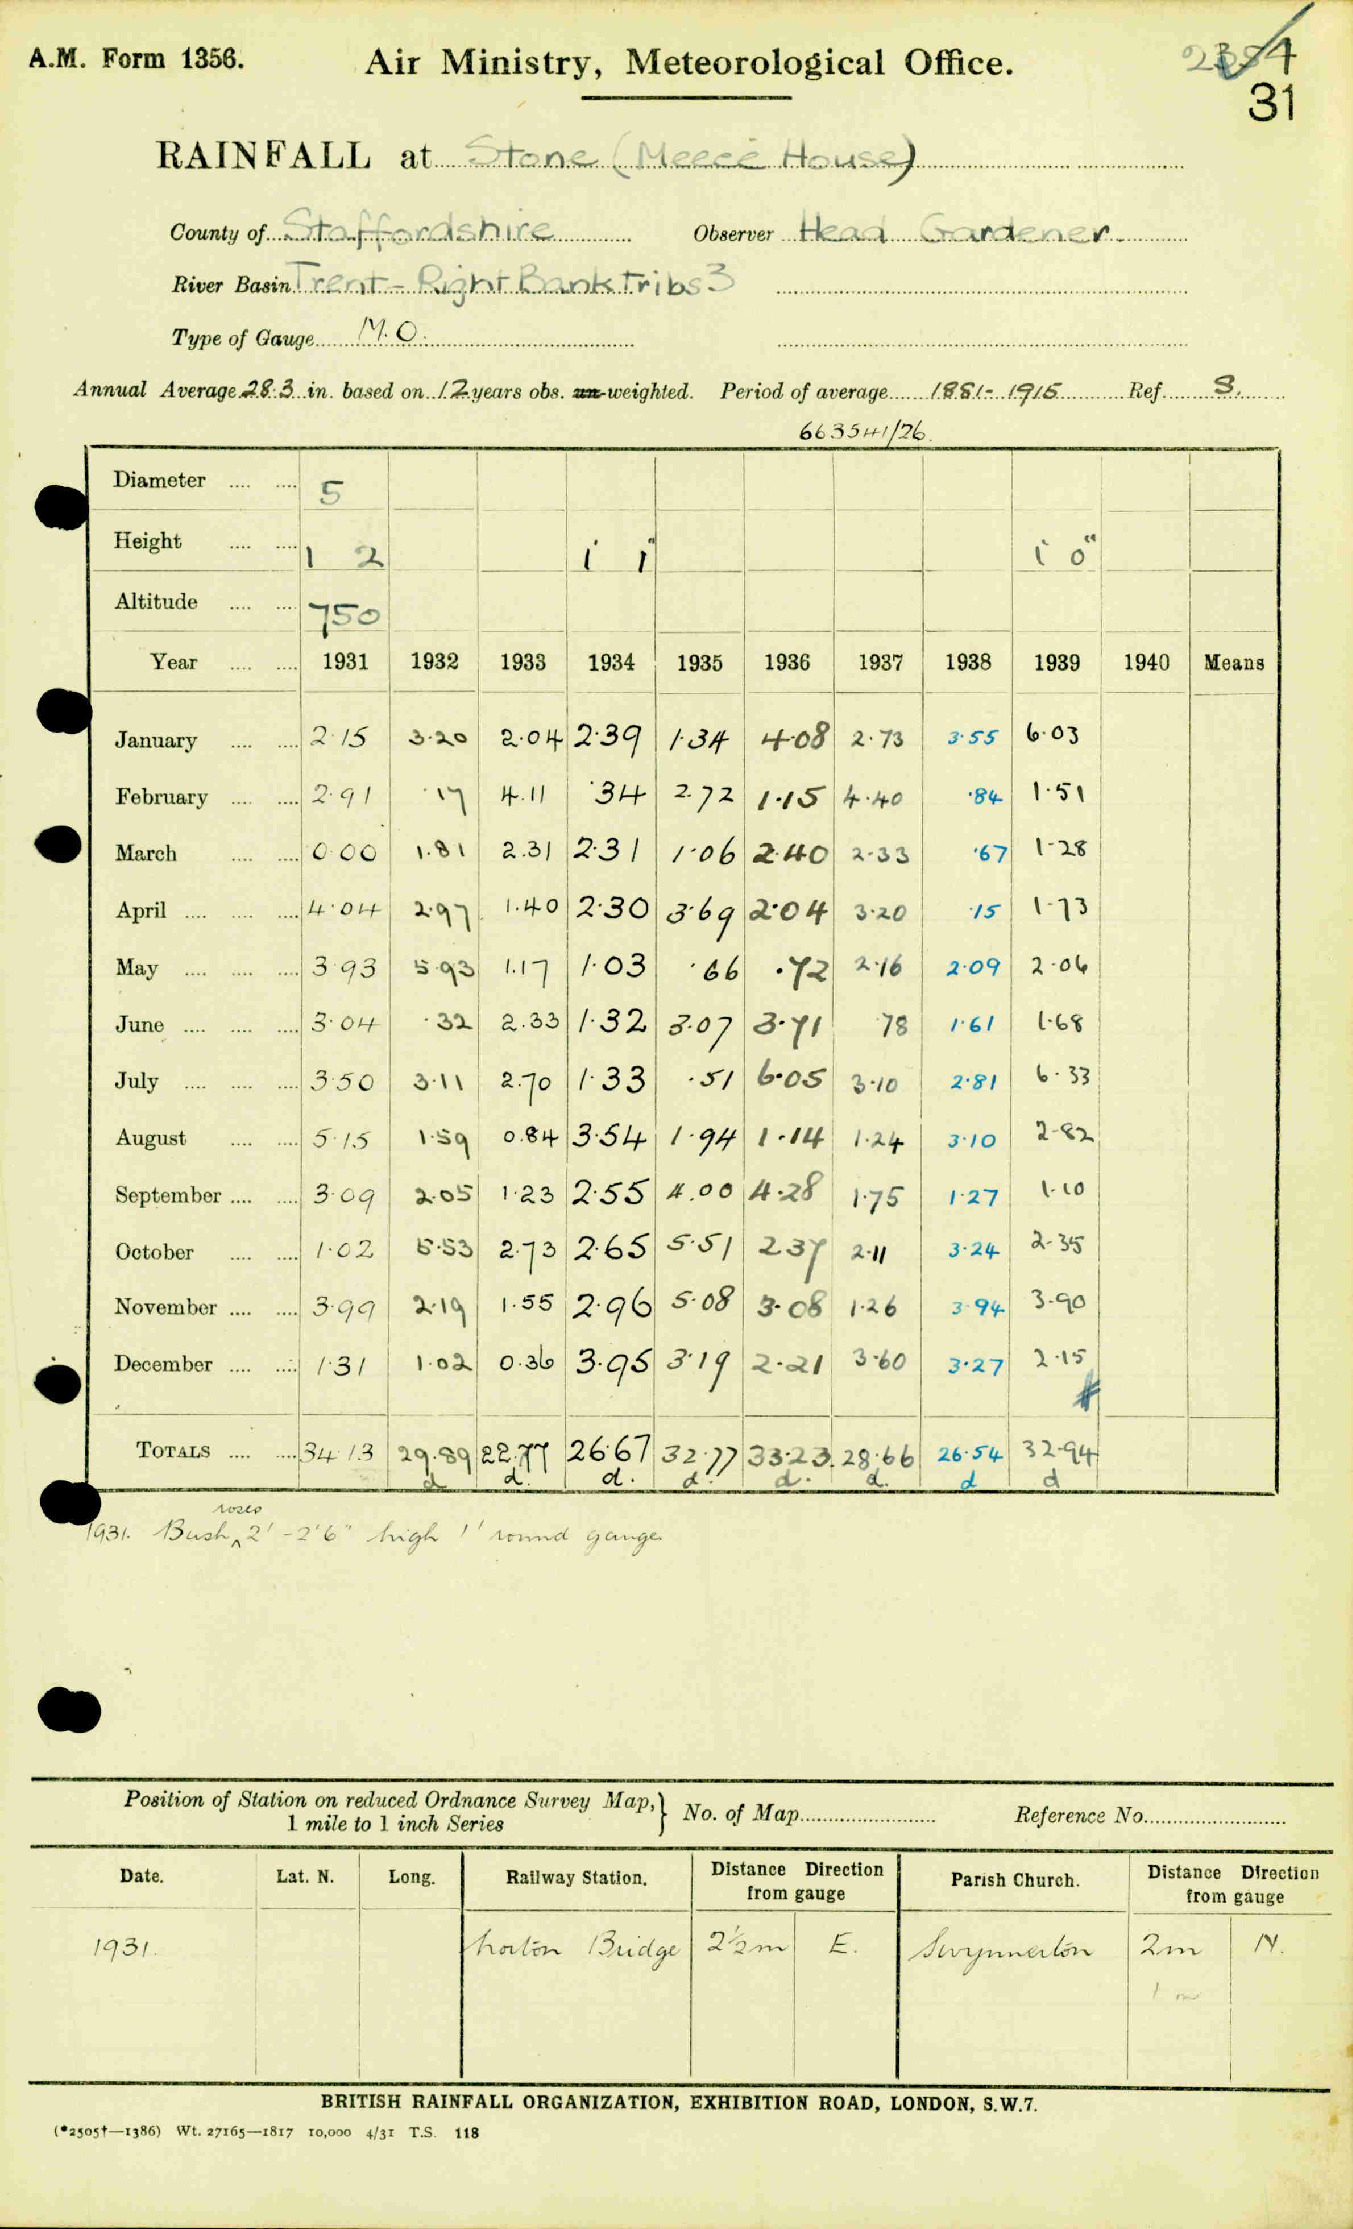 A.M. Form 1356. Air Ministry, Meteorological Office.
31
RAINFALL at Stone (Meece House)
County of Staffordshire Observer Head Gardener.
River Basin Trent - Right Bank Tribs 3
Type of Gauge M.O.
Annual Average 28.3 in. based on 12 years obs. un-weighted. Period of average 1881-1915 Ref. S.
663541/26.
Diameter 5
Height 1 2 1 1" 1 0"
Altitude 750
Year 1931 1932 1933 1934 1935 1936 1937 1938 1939 1940 Means
January 2.15 3.20 2.04 2.39 1.34 4.08 2.73 3.55 6.03
February 2.91 .17 4.11 .34 2.72 1.15 4.40 .84 1.51
March 0.00 1.81 2.31 2.31 1.06 2.40 2.33 .67 1.28
April 4.04 2.97 1.40 2.30 3.69 2.04 3.20 .15 1.73
May 3.93 5.93 1.17 1.03 .66 .72 2.16 2.09 2.06
June 3.04 .32 2.33 1.32 3.07 3.71 78 1.61 1.68
July 3.50 3.11 2.70 1.33 .51 6.05 3.10 2.81 6.33
August 5.15 1.59 0.84 3.54 1.94 1.14 1.24 3.10 2.82
September 3.09 2.05 1.23 2.55 4.00 4.28 1.75 1.27 1.10
October 1.02 5.53 2.73 2.65 5.51 2.37 2.11 3.24 2.35
November 3.99 2.19 1.55 2.96 5.08 3.08 1.26 3.94 3.90
December 1.31 1.02 0.36 3.95 3.19 2.21 3.60 3.27 2.15
TOTALS 34.13 29.89 22.77 26.67 32.77 33.23 28.66 26.54 32.94
d d. d. d. d. d. d d
roses
1931. Bush ^ 2' - 2'6" high 1' round gauge
Position of Station on reduced Ordnance Survey Map,} No. of Map Reference No.
1 mile to 1 inch Series
Date. Lat. N. Long. Railway Station. Distance Direction from gauge Parish Church. Distance Direction from gauge
1931. Norton Bridge 2½m E. Swynnerton 2m N.
1 m
BRITISH RAINFALL ORGANIZATION, EXHIBITION ROAD, LONDON, S.W.7.
(*2505†—1386) Wt. 27165—1817 10,000 4/31 T.S. 118